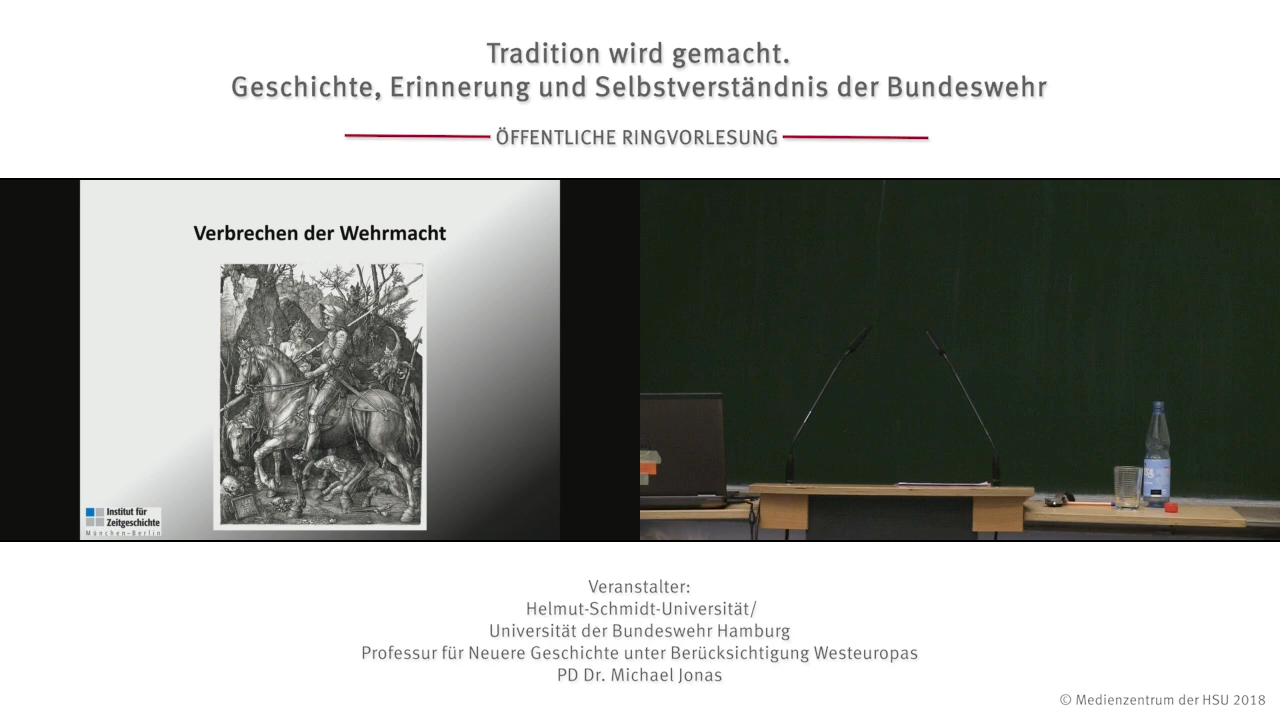 Tradition wird gemacht.
Geschichte, Erinnerung und Selbstverständnis der Bundeswehr
ÖFFENTLICHE RINGVORLESUNG
Verbrechen der Wehrmacht
Institut für
Zeitgeschichte
München-Berlin
Veranstalter:
Helmut-Schmidt-Universität/
Universität der Bundeswehr Hamburg
Professur für Neuere Geschichte unter Berücksichtigung Westeuropas
PD Dr. Michael Jonas
© Medienzentrum der HSU 2018